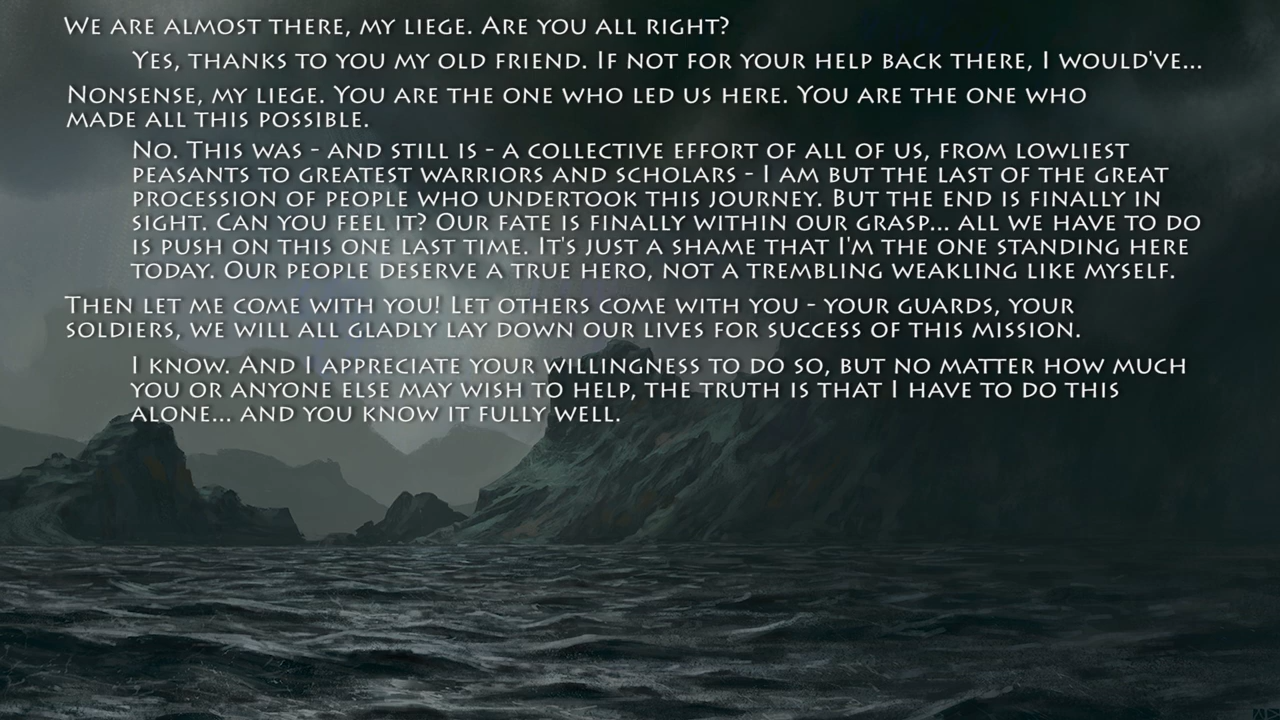 We are almost there, my liege. Are you all right?
Yes, thanks to you my old friend. If not for your help back there, I would've...
Nonsense, my liege. You are the one who led us here. You are the one who
made all this possible.
No. This was - and still is - a collective effort of all of us, from lowliest
peasants to greatest warriors and scholars - I am but the last of the great
procession of people who undertook this journey. But the end is finally in
sight. Can you feel it? Our fate is finally within our grasp... all we have to do
is push on this one last time. It's just a shame that I'm the one standing here
today. Our people deserve a true hero, not a trembling weakling like myself.
Then let me come with you! Let others come with you - your guards, your
soldiers, we will all gladly lay down our lives for success of this mission.
I know. And I appreciate your willingness to do so, but no matter how much
you or anyone else may wish to help, the truth is that I have to do this
alone... and you know it fully well.